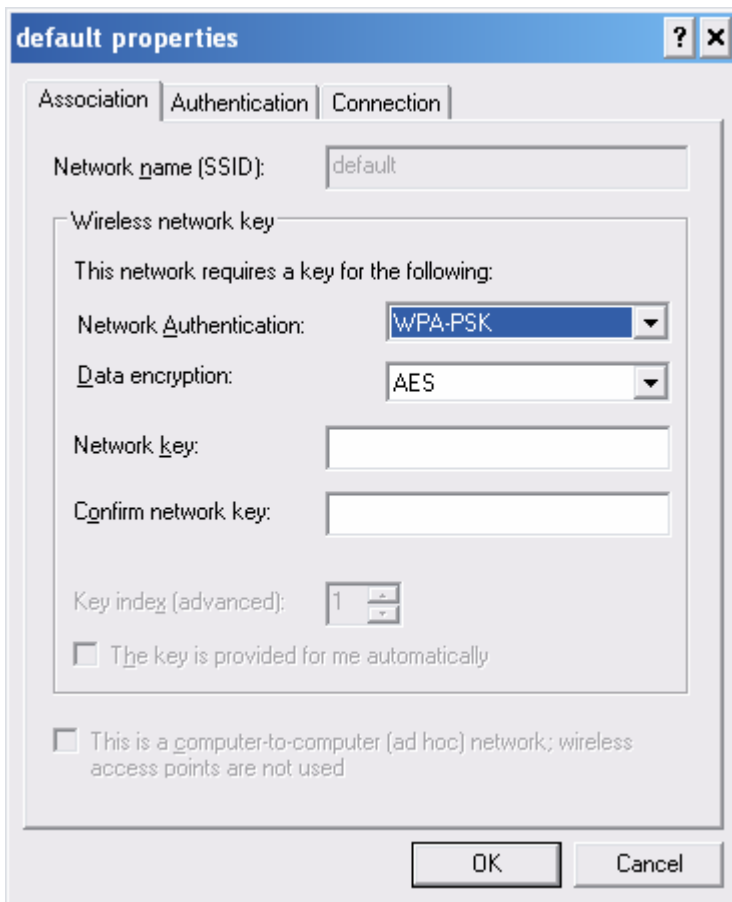 default properties
Association Authentication Connection
Network name (SSID): default
Wireless network key
This network requires a key for the following:
Network Authentication: WPA-PSK
Data encryption: AES
Network key:
Confirm network key:
Key index (advanced): 1
The key is provided for me automatically
This is a computer-to-computer (ad hoc) network; wireless
access points are not used
OK Cancel